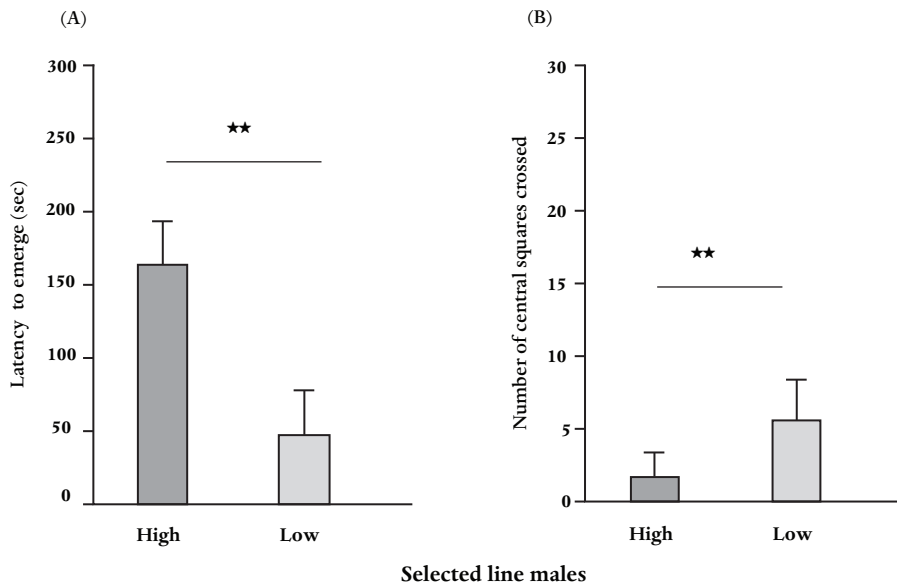 (A)
300
250
200
150
100
50
0
Latency to emerge (sec)
★★
High
Low
(B)
30
25
20
15
10
5
0
Number of central squares crossed
★★
High
Low
Selected line males